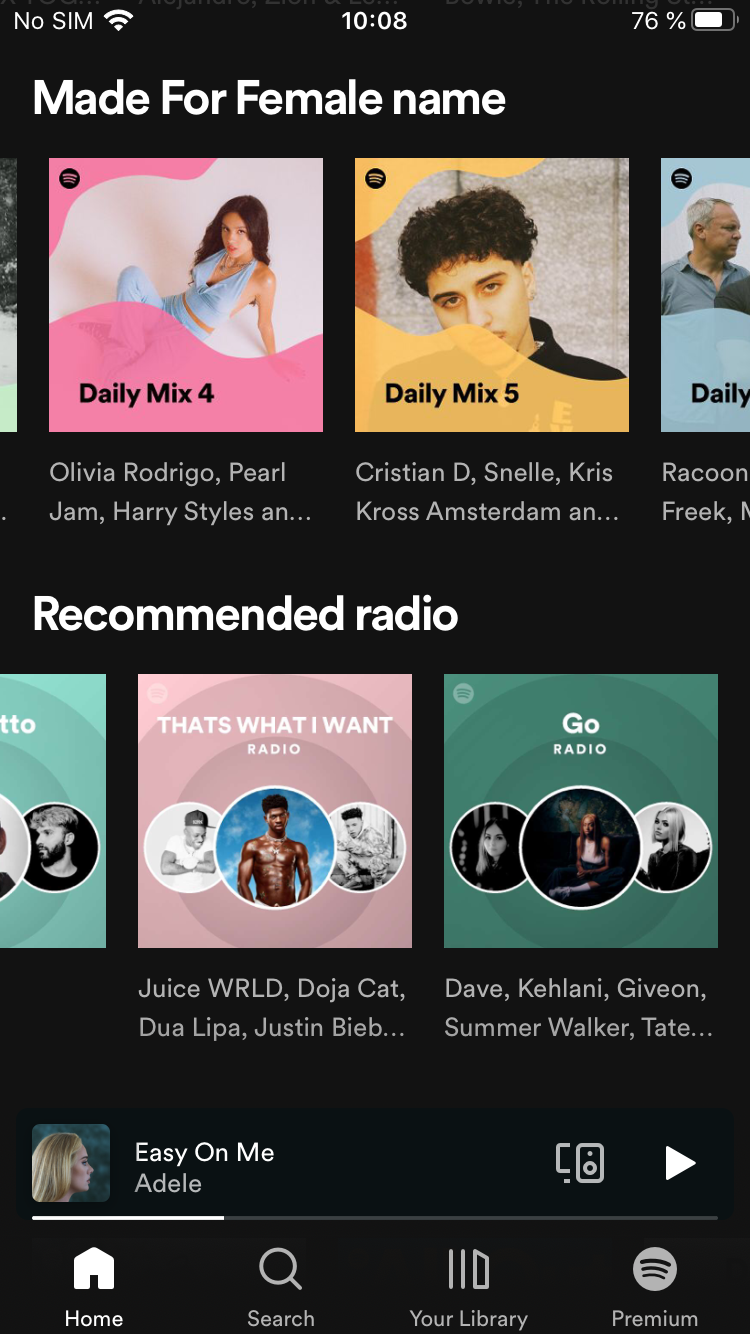 No SIM 10:08 76 %
Made For Female name
Daily Mix 4
Daily Mix 5
Daily
Olivia Rodrigo, Pearl
Jam, Harry Styles an...
Cristian D, Snelle, Kris
Kross Amsterdam an...
Racoon
Freek, M
Recommended radio
tto
THATS WHAT I WANT
RADIO
Go
RADIO
Juice WRLD, Doja Cat,
Dua Lipa, Justin Bieb...
Dave, Kehlani, Giveon,
Summer Walker, Tate...
Easy On Me
Adele
Home
Search
Your Library
Premium